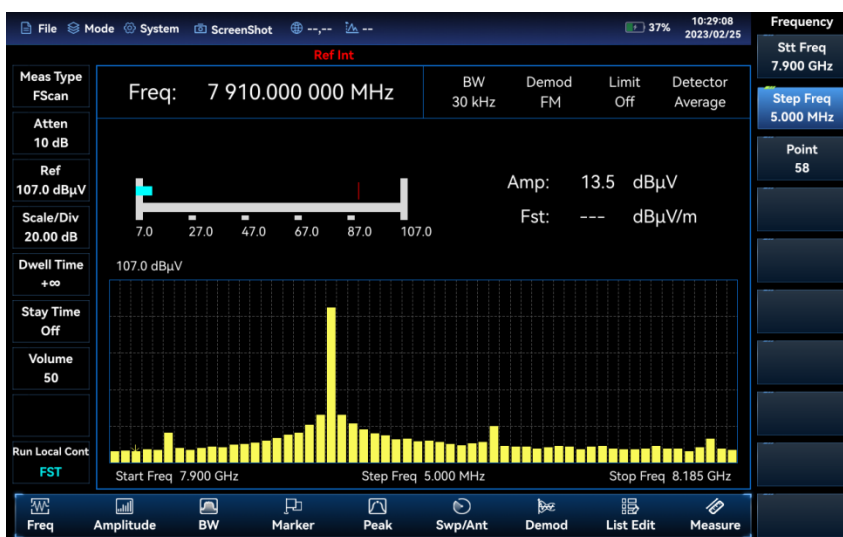 File Mode System ScreenShot --,-- -- 37% 10:29:08
2023/02/25
Frequency
Ref Int
Stt Freq
7.900 GHz
Step Freq
5.000 MHz
Point
58
Meas Type
FScan
Atten
10 dB
Ref
107.0 dBμV
Scale/Div
20.00 dB
Dwell Time
+∞
Stay Time
Off
Volume
50
Run Local Cont
FST
Freq: 7 910.000 000 MHz
BW Demod Limit Detector
30 kHz FM Off Average
Amp: 13.5 dBμV
Fst: --- dBμV/m
7.0 27.0 47.0 67.0 87.0 107.0
107.0 dBμV
Start Freq 7.900 GHz Step Freq 5.000 MHz Stop Freq 8.185 GHz
Freq Amplitude BW Marker Peak Swp/Ant Demod List Edit Measure